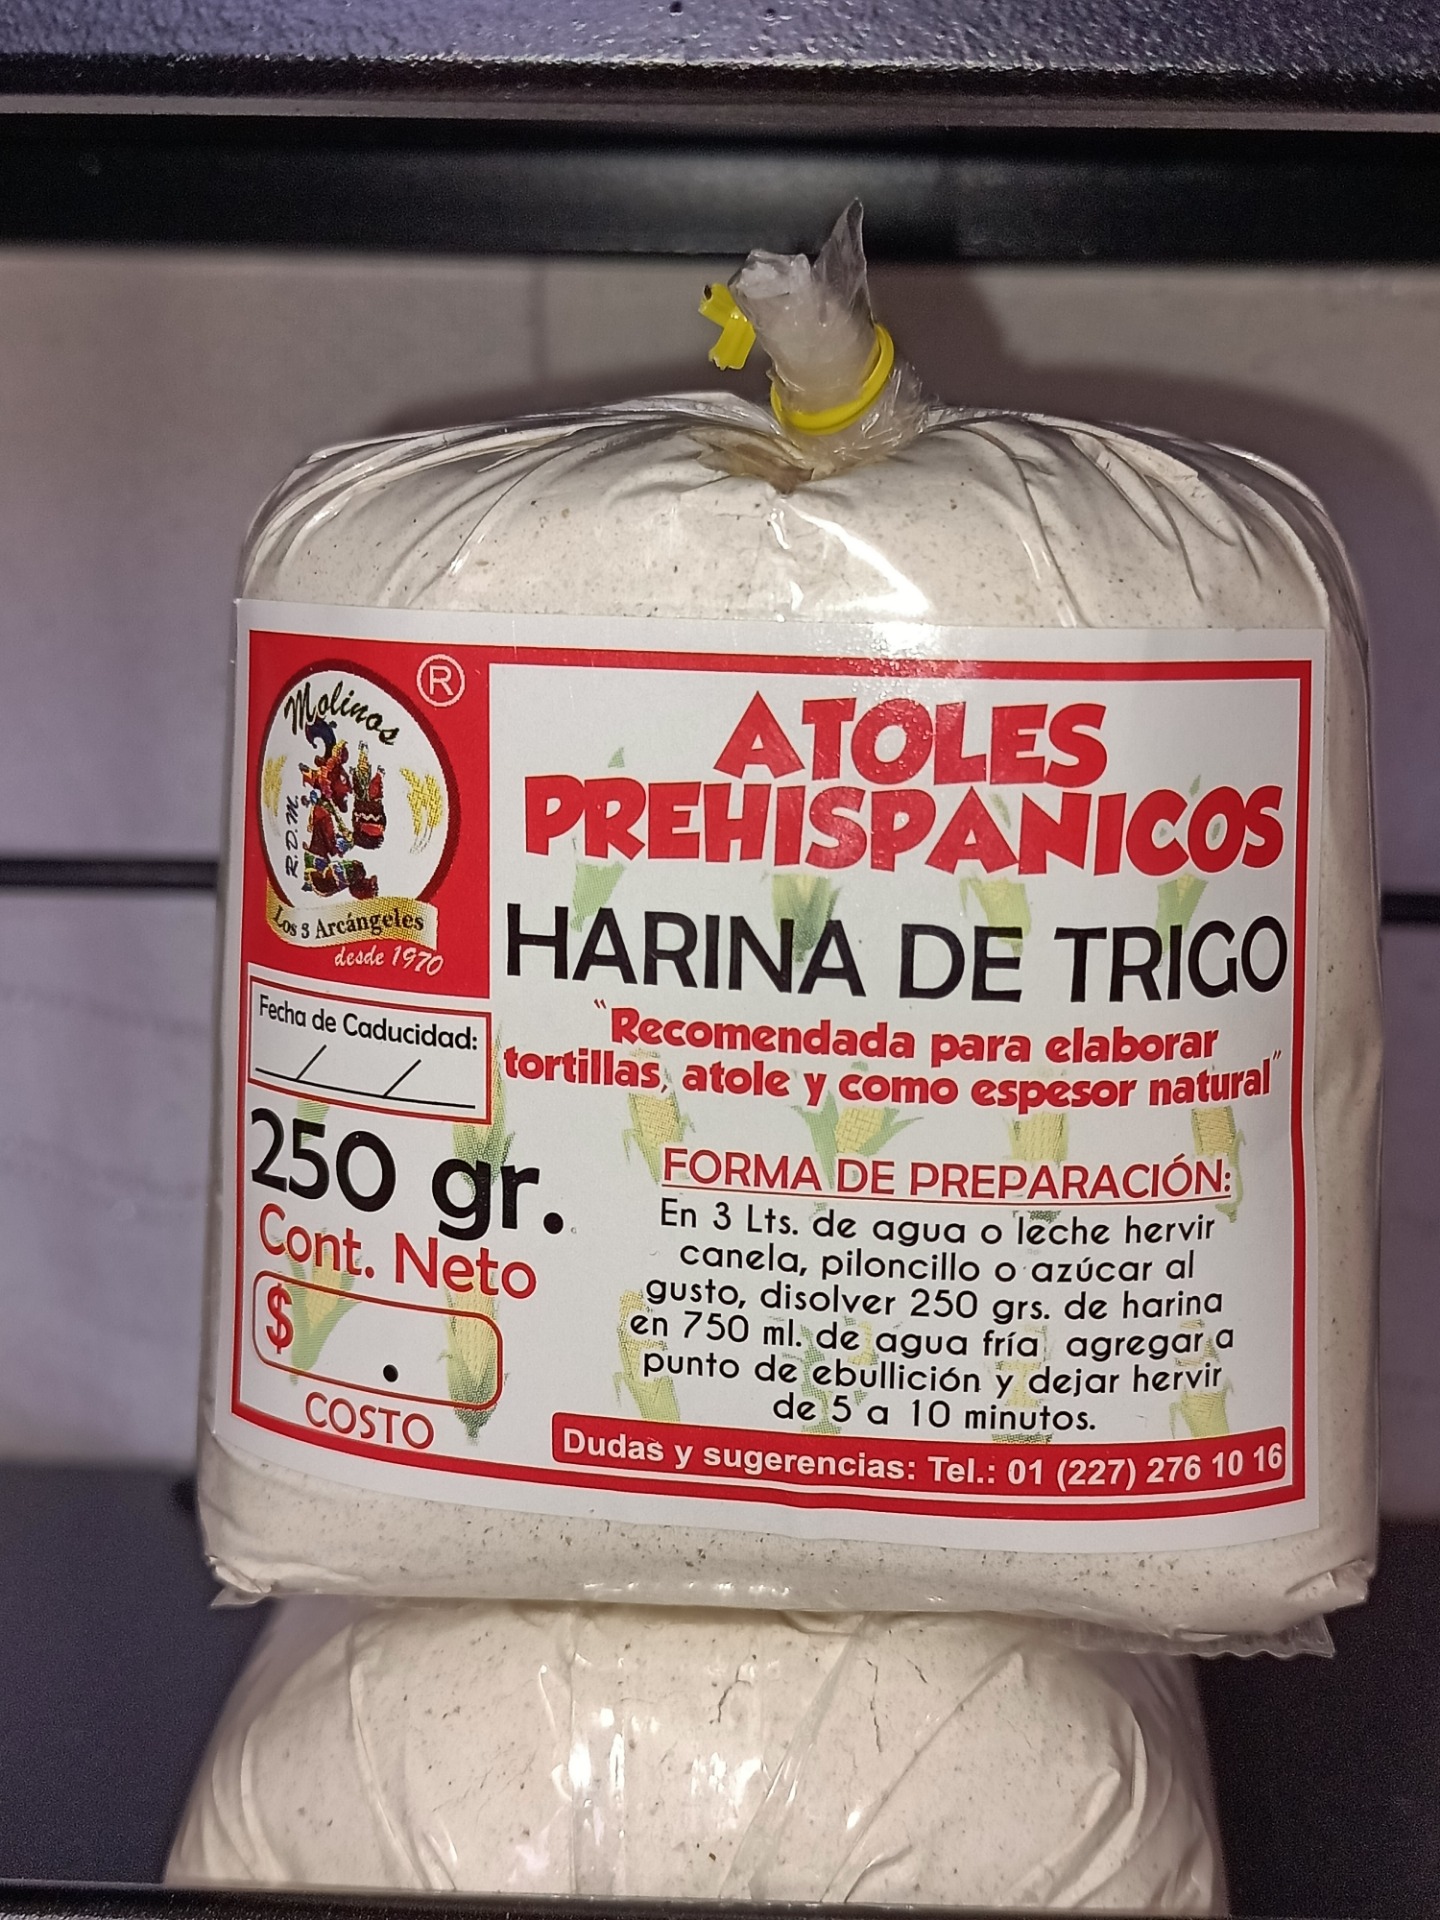 Molinos
R.D.M.
Los 3 Arcángeles
desde 1970
®
ATOLES
PREHISPANICOS
HARINA DE TRIGO
"Recomendada para elaborar
tortillas, atole y como espesor natural"
Fecha de Caducidad:
250 gr.
Cont. Neto
$ .
COSTO
FORMA DE PREPARACIÓN:
En 3 Lts. de agua o leche hervir
canela, piloncillo o azúcar al
gusto, disolver 250 grs. de harina
en 750 ml. de agua fría agregar a
punto de ebullición y dejar hervir
de 5 a 10 minutos.
Dudas y sugerencias: Tel.: 01 (227) 276 10 16